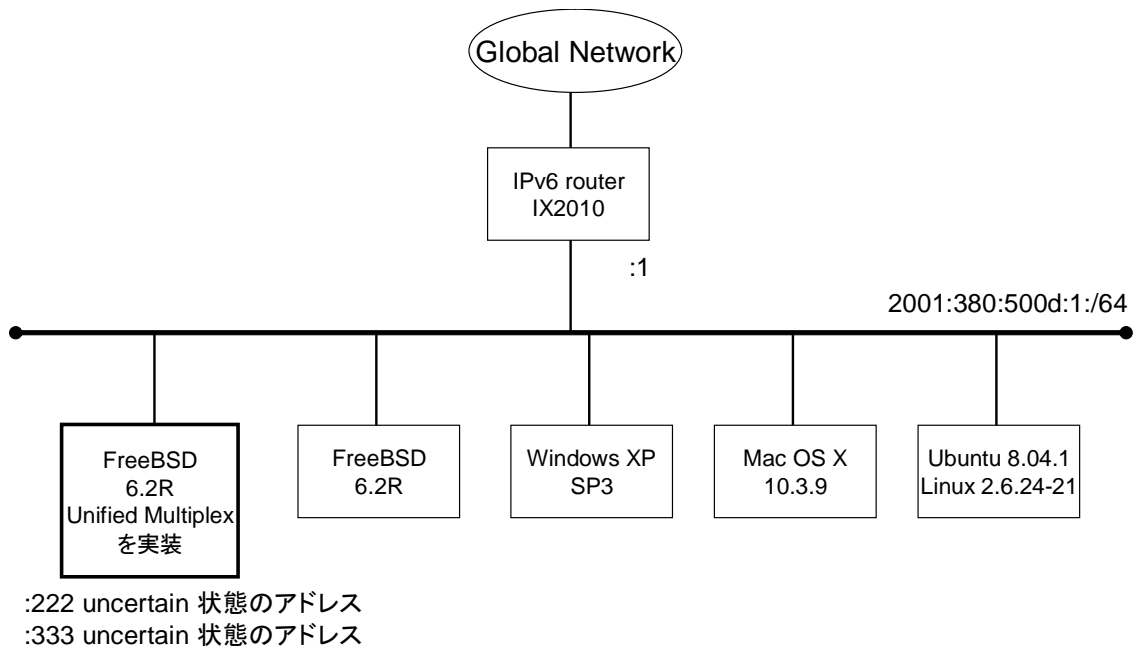 Global Network
IPv6 router
IX2010
:1
2001:380:500d:1:/64
FreeBSD
6.2R
Unified Multiplex
を実装
FreeBSD
6.2R
Windows XP
SP3
Mac OS X
10.3.9
Ubuntu 8.04.1
Linux 2.6.24-21
:222 uncertain 状態のアドレス
:333 uncertain 状態のアドレス